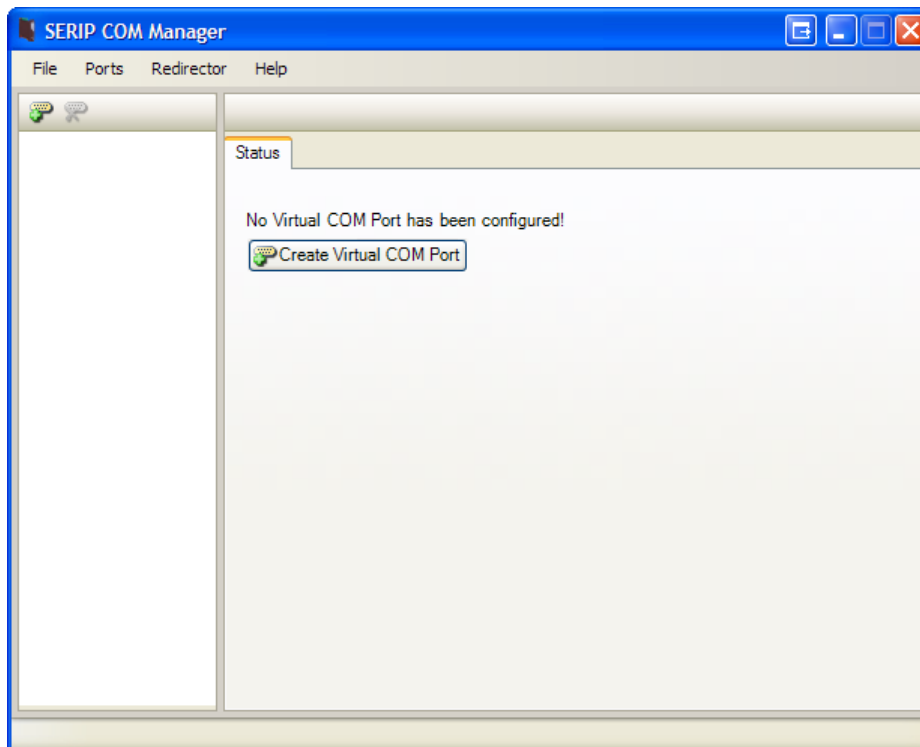 SERIP COM Manager
File Ports Redirector Help
Status
No Virtual COM Port has been configured!
Create Virtual COM Port